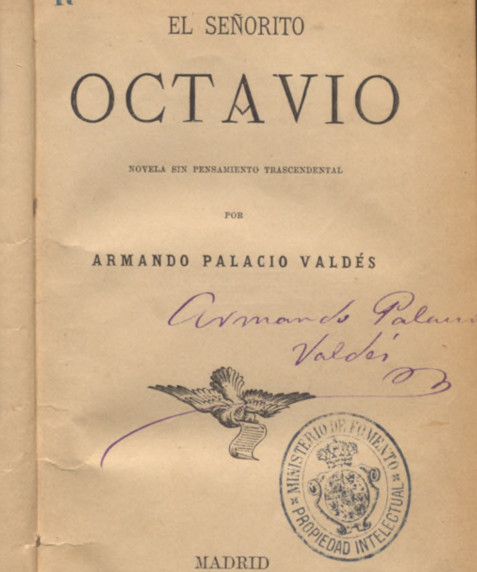 EL SEÑORITO
OCTAVIO
NOVELA SIN PENSAMIENTO TRASCENDENTAL
POR
ARMANDO PALACIO VALDÉS
Armando Palaci
Valdés
MINISTERIO DE FOMENTO
PROPIEDAD INTELECTUAL
MADRID